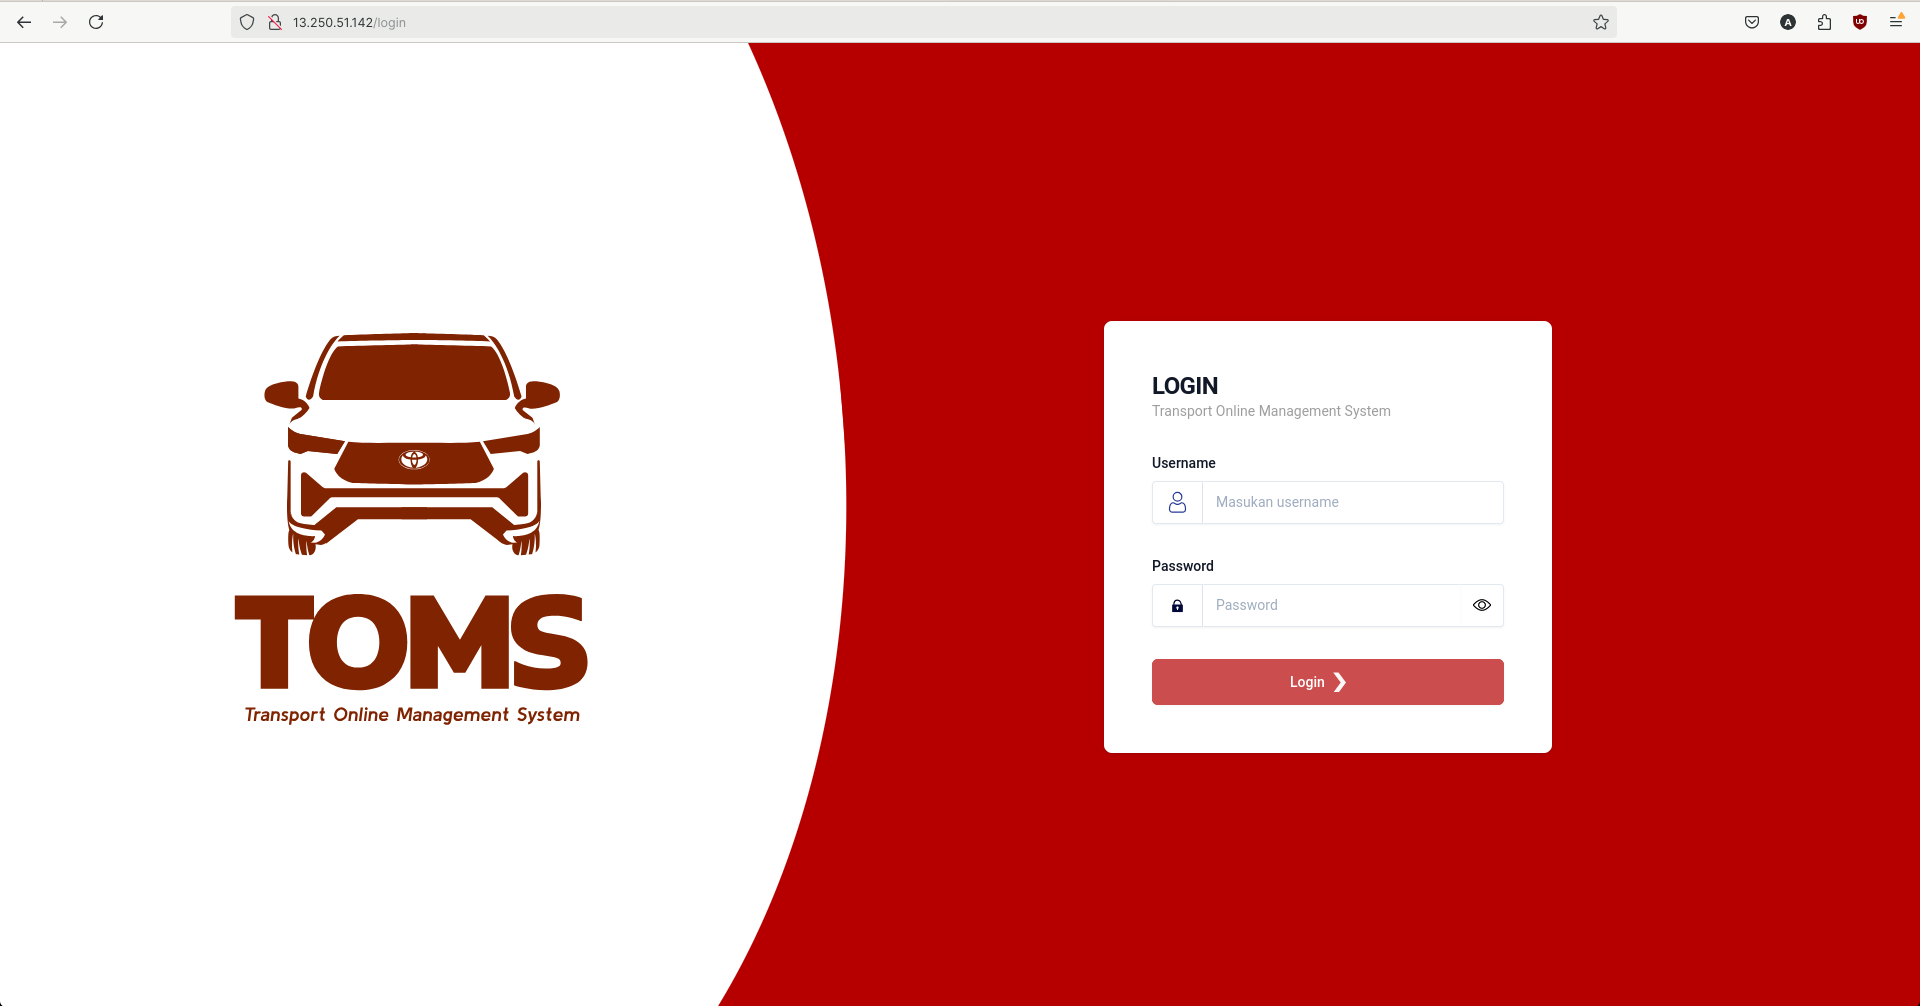 13.250.51.142/login
TOMS
Transport Online Management System
LOGIN
Transport Online Management System
Username
Masukan username
Password
Password
Login